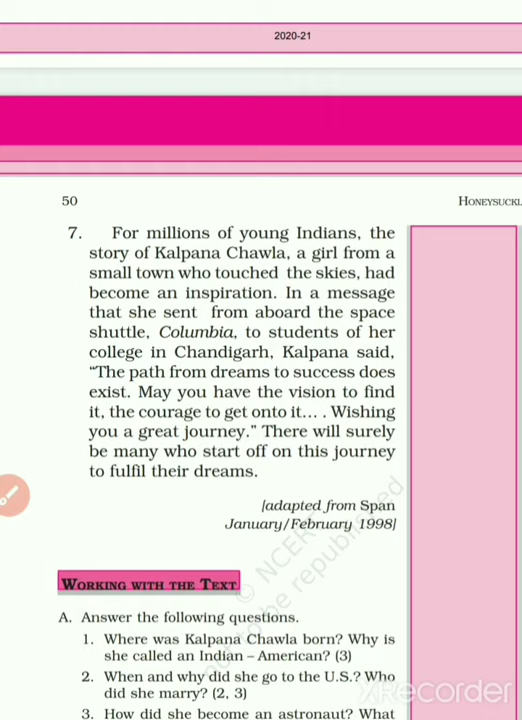 2020-21
50
HONEYSUCKL
7. For millions of young Indians, the
story of Kalpana Chawla, a girl from a
small town who touched the skies, had
become an inspiration. In a message
that she sent from aboard the space
shuttle, Columbia, to students of her
college in Chandigarh, Kalpana said,
“The path from dreams to success does
exist. May you have the vision to find
it, the courage to get onto it... . Wishing
you a great journey.” There will surely
be many who start off on this journey
to fulfil their dreams.
[adapted from Span
January/February 1998]
© NCERT
not to be republished
WORKING WITH THE TEXT
A. Answer the following questions.
1. Where was Kalpana Chawla born? Why is
she called an Indian – American? (3)
2. When and why did she go to the U.S.? Who
did she marry? (2, 3)
3. How did she become an astronaut? What
XRecorder